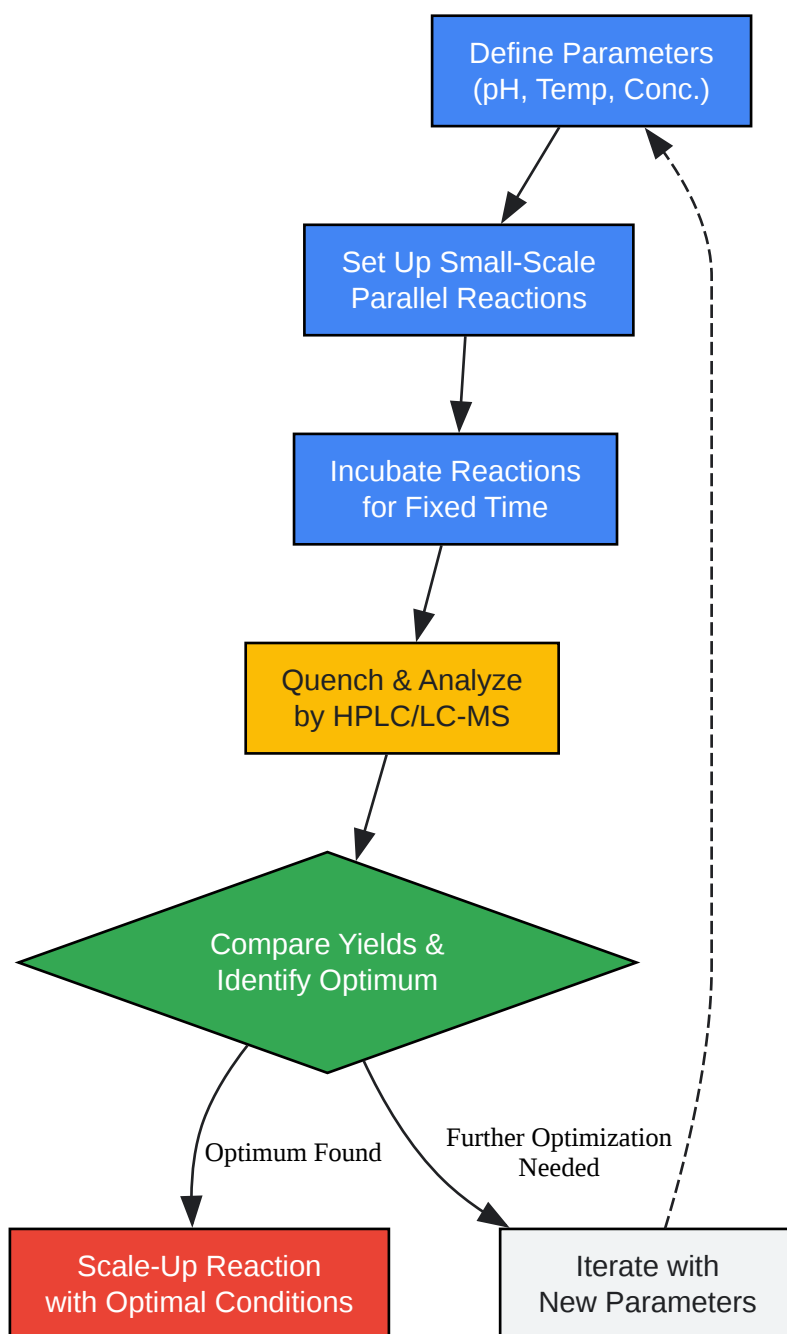 Define Parameters
(pH, Temp, Conc.)
Set Up Small-Scale
Parallel Reactions
Incubate Reactions
for Fixed Time
Quench & Analyze
by HPLC/LC-MS
Compare Yields &
Identify Optimum
Optimum Found
Further Optimization
Needed
Scale-Up Reaction
with Optimal Conditions
Iterate with
New Parameters